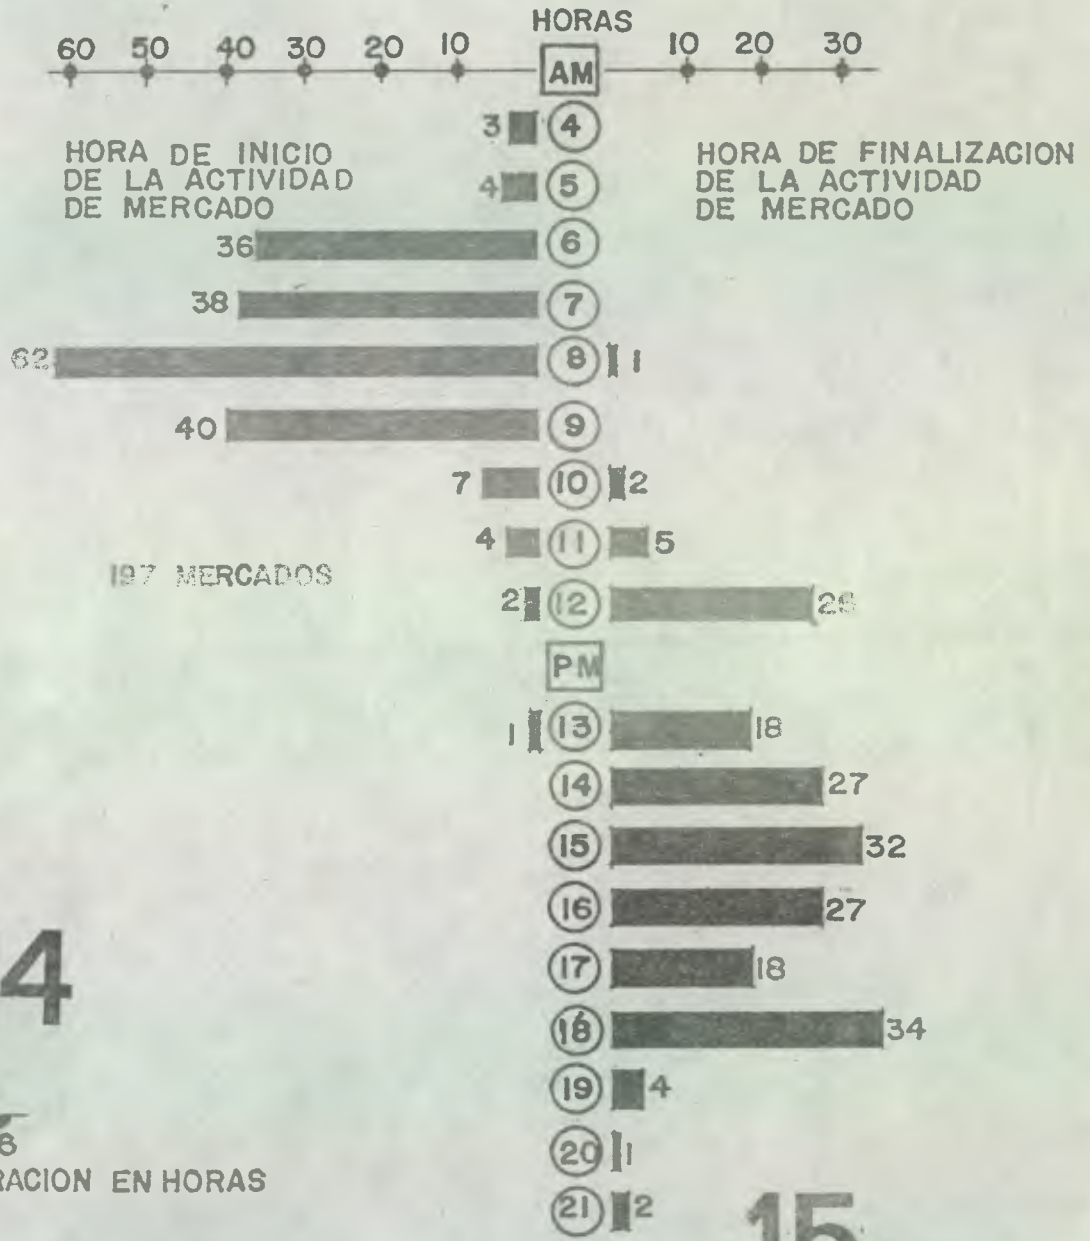 HORAS
60 50 40 30 20 10 AM 10 20 30
3 4
HORA DE INICIO
DE LA ACTIVIDAD
DE MERCADO
HORA DE FINALIZACION
DE LA ACTIVIDAD
DE MERCADO
4 5
36 6
38 7
62 8 1
40 9
7 10 2
4 11 5
197 MERCADOS
2 12 26
PM
1 13 18
14 27
15 32
16 27
17 18
4
18 34
19 4
20 1
RACION EN HORAS
21 2
15